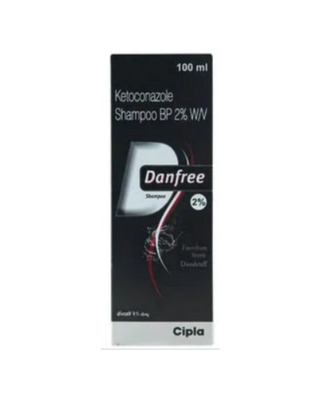 100 ml
Ketoconazole
Shampoo BP 2% W/V
Danfree
Shampoo
2%
Freedom
from
Dandruff
Cipla